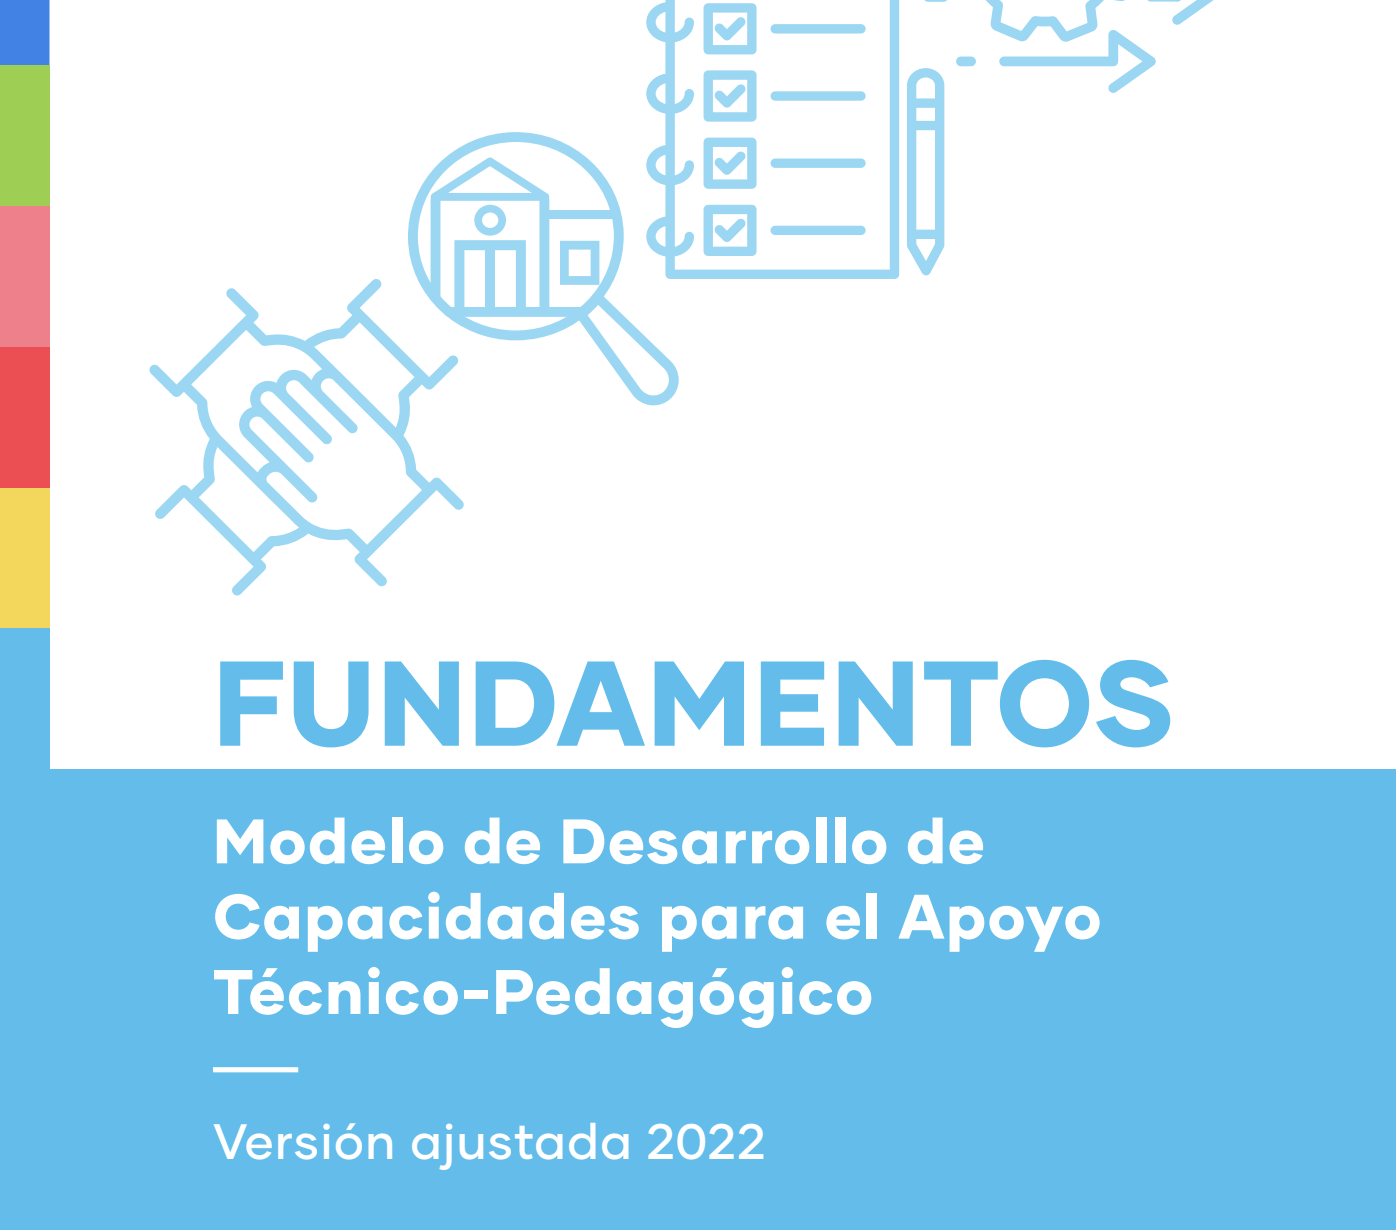 FUNDAMENTOS
Modelo de Desarrollo de
Capacidades para el Apoyo
Técnico-Pedagógico
Versión ajustada 2022